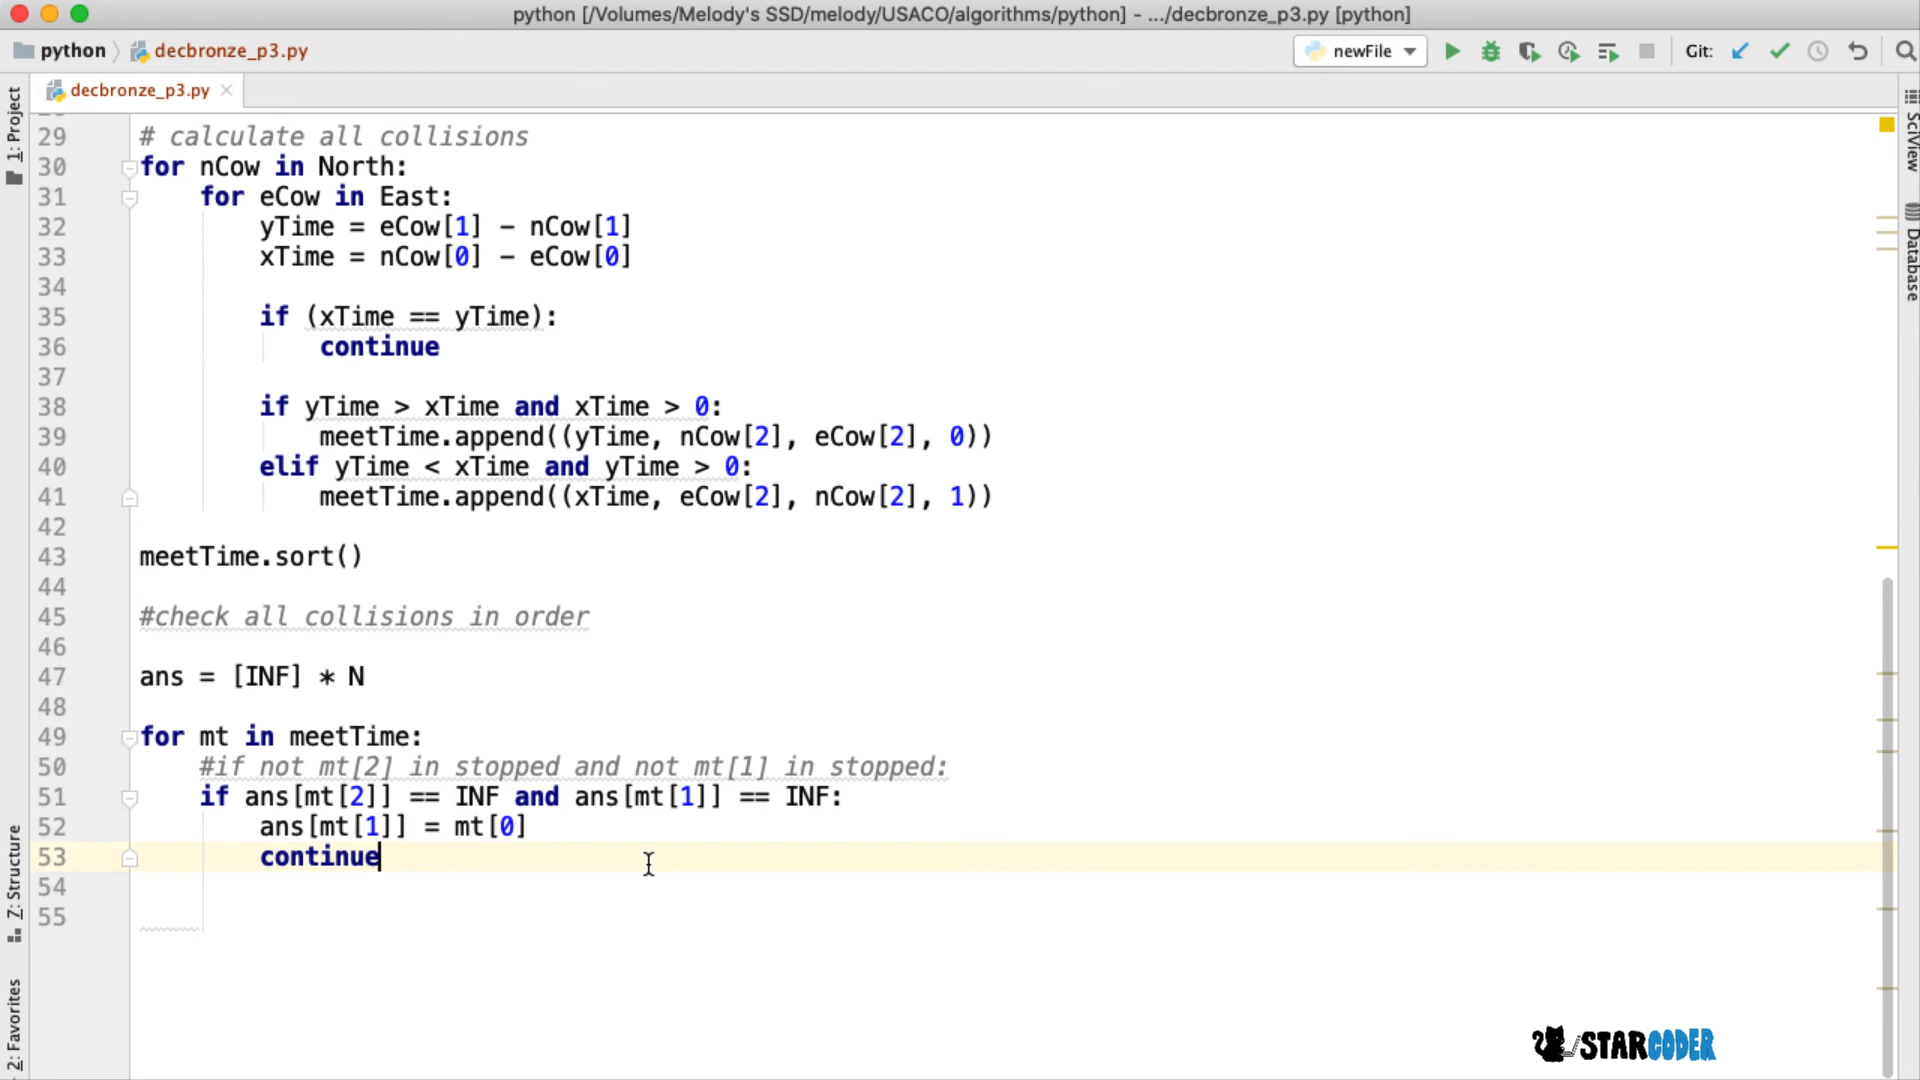 python [/Volumes/Melody's SSD/melody/USACO/algorithms/python] - .../decbronze_p3.py [python]
python decbronze_p3.py newFile Git:
decbronze_p3.py
1: Project
SciView
Database
Z: Structure
2: Favorites
29 # calculate all collisions
30 for nCow in North:
31 for eCow in East:
32 yTime = eCow[1] - nCow[1]
33 xTime = nCow[0] - eCow[0]
34
35 if (xTime == yTime):
36 continue
37
38 if yTime > xTime and xTime > 0:
39 meetTime.append((yTime, nCow[2], eCow[2], 0))
40 elif yTime < xTime and yTime > 0:
41 meetTime.append((xTime, eCow[2], nCow[2], 1))
42
43 meetTime.sort()
44
45 #check all collisions in order
46
47 ans = [INF] * N
48
49 for mt in meetTime:
50 #if not mt[2] in stopped and not mt[1] in stopped:
51 if ans[mt[2]] == INF and ans[mt[1]] == INF:
52 ans[mt[1]] = mt[0]
53 continue
54
55
STARCODER